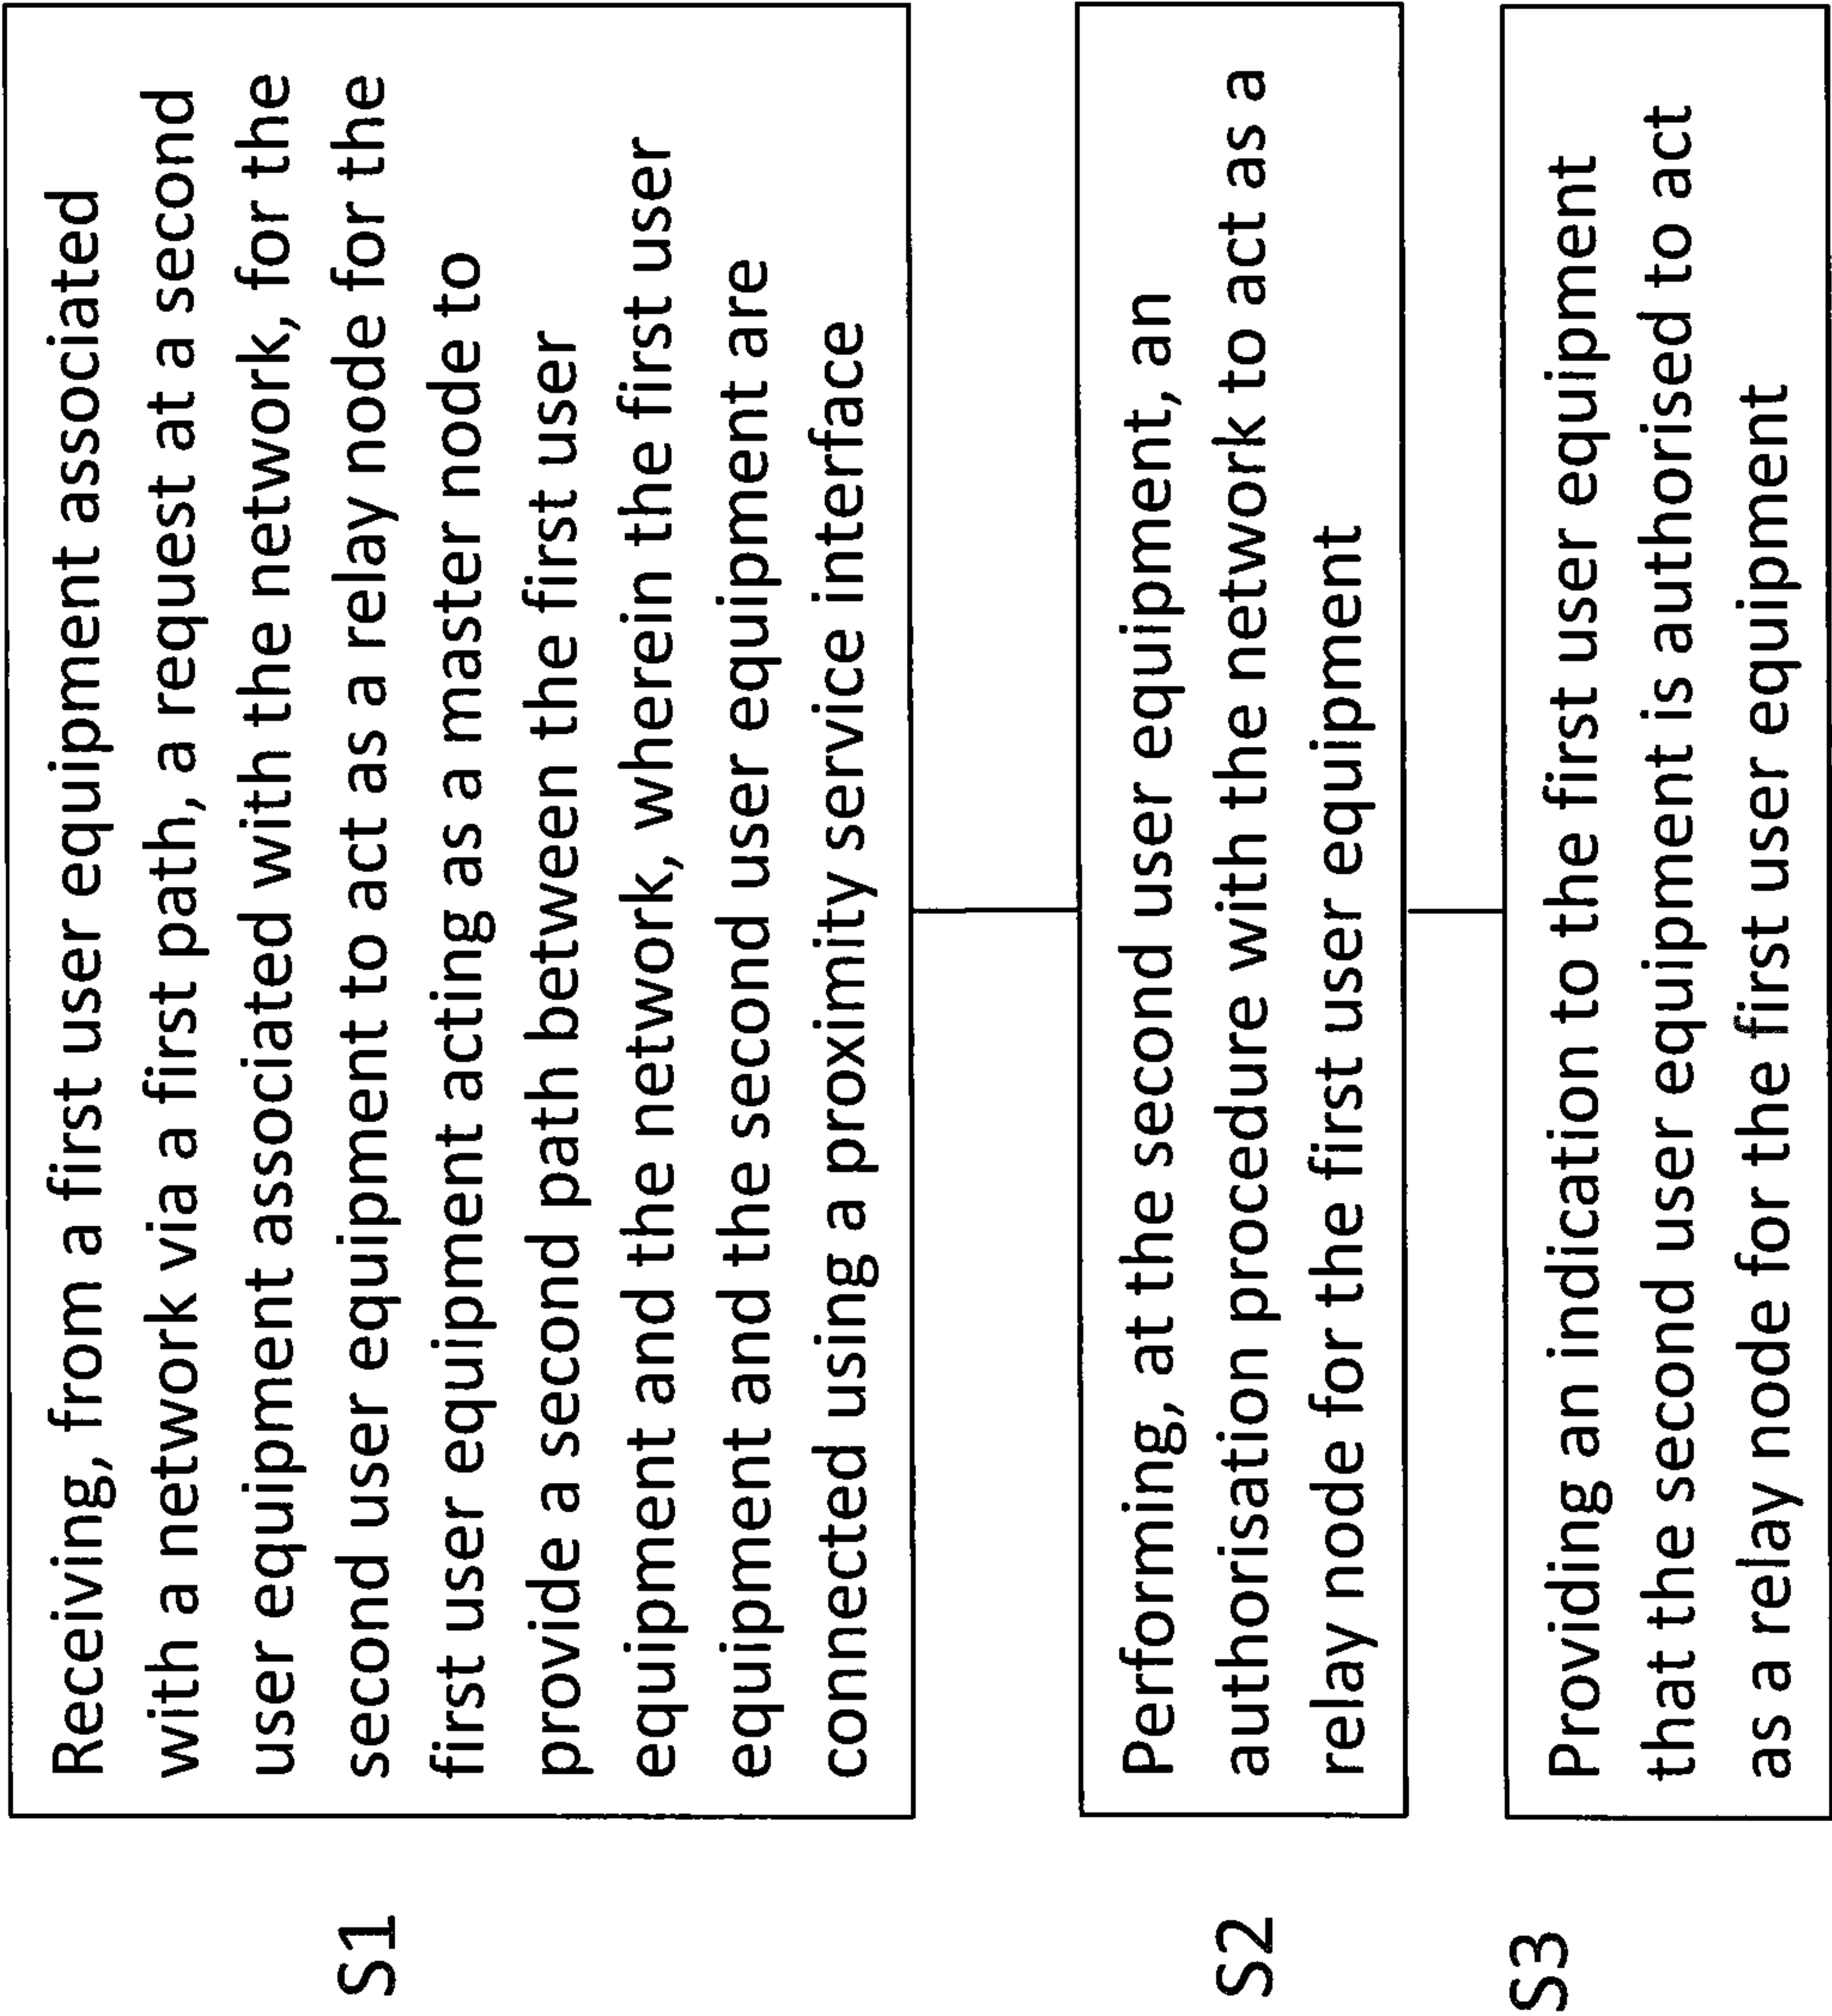 S1
Receiving, from a first user equipment associated
with a network via a first path, a request at a second
user equipment associated with the network, for the
second user equipment to act as a relay node for the
first user equipment acting as a master node to
provide a second path between the first user
equipment and the network, wherein the first user
equipment and the second user equipment are
connected using a proximity service interface
S2
Performing, at the second user equipment, an
authorisation procedure with the network to act as a
relay node for the first user equipment
S3
Providing an indication to the first user equipment
that the second user equipment is authorised to act
as a relay node for the first user equipment